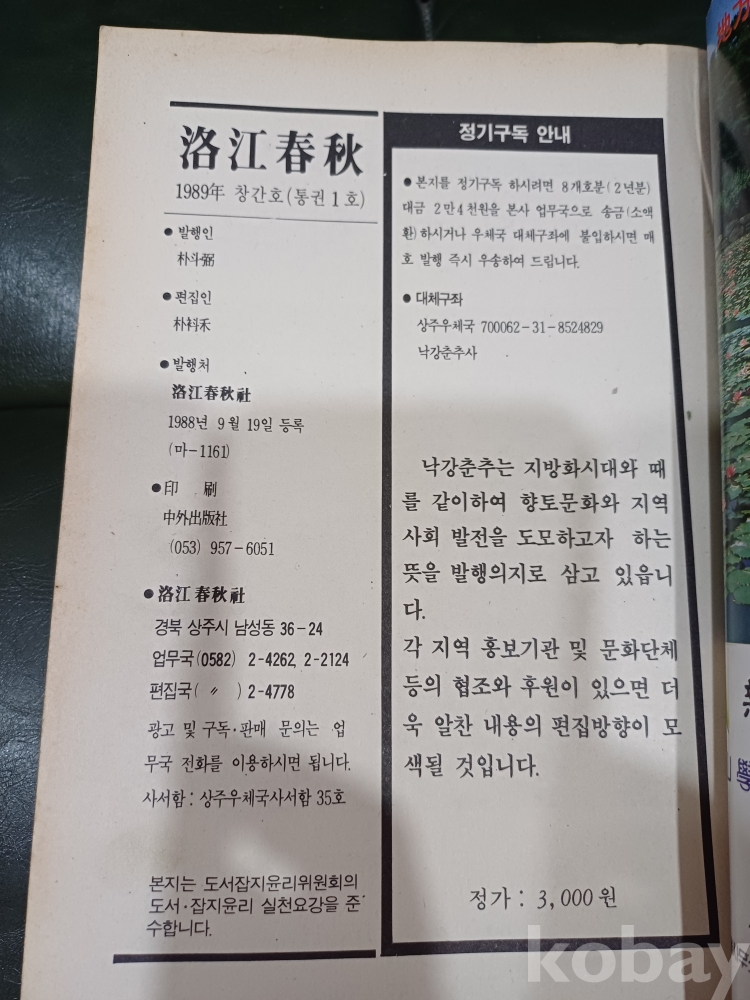 洛江春秋
1989年 창간호(통권 1호)
● 발행인
朴斗弼
● 편집인
● 발행처
洛江春秋社
1988년 9월 19일 등록
(마-1161)
● 印 刷
中外出版社
(053) 957-6051
● 洛江春秋社
경북 상주시 남성동 36-24
업무국(0582) 2-4262, 2-2124
편집국( 〃 ) 2-4778
광고 및 구독·판매 문의는 업
무국 전화를 이용하시면 됩니다.
사서함 : 상주우체국사서함 35호
본지는 도서잡지윤리위원회의
도서·잡지윤리 실천요강을 준
수합니다.
정기구독 안내
● 본지를 정기구독 하시려면 8개호분(2년분)
대금 2만4천원을 본사 업무국으로 송금(소액
환)하시거나 우체국 대체구좌에 불입하시면 매
호 발행 즉시 우송하여 드립니다.
● 대체구좌
상주우체국 700062-31-8524829
낙강춘추사
낙강춘추는 지방화시대와 때
를 같이하여 향토문화와 지역
사회 발전을 도모하고자 하는
뜻을 발행의지로 삼고 있읍니
다.
각 지역 홍보기관 및 문화단체
등의 협조와 후원이 있으면 더
욱 알찬 내용의 편집방향이 모
색될 것입니다.
정가 : 3,000원
kobay